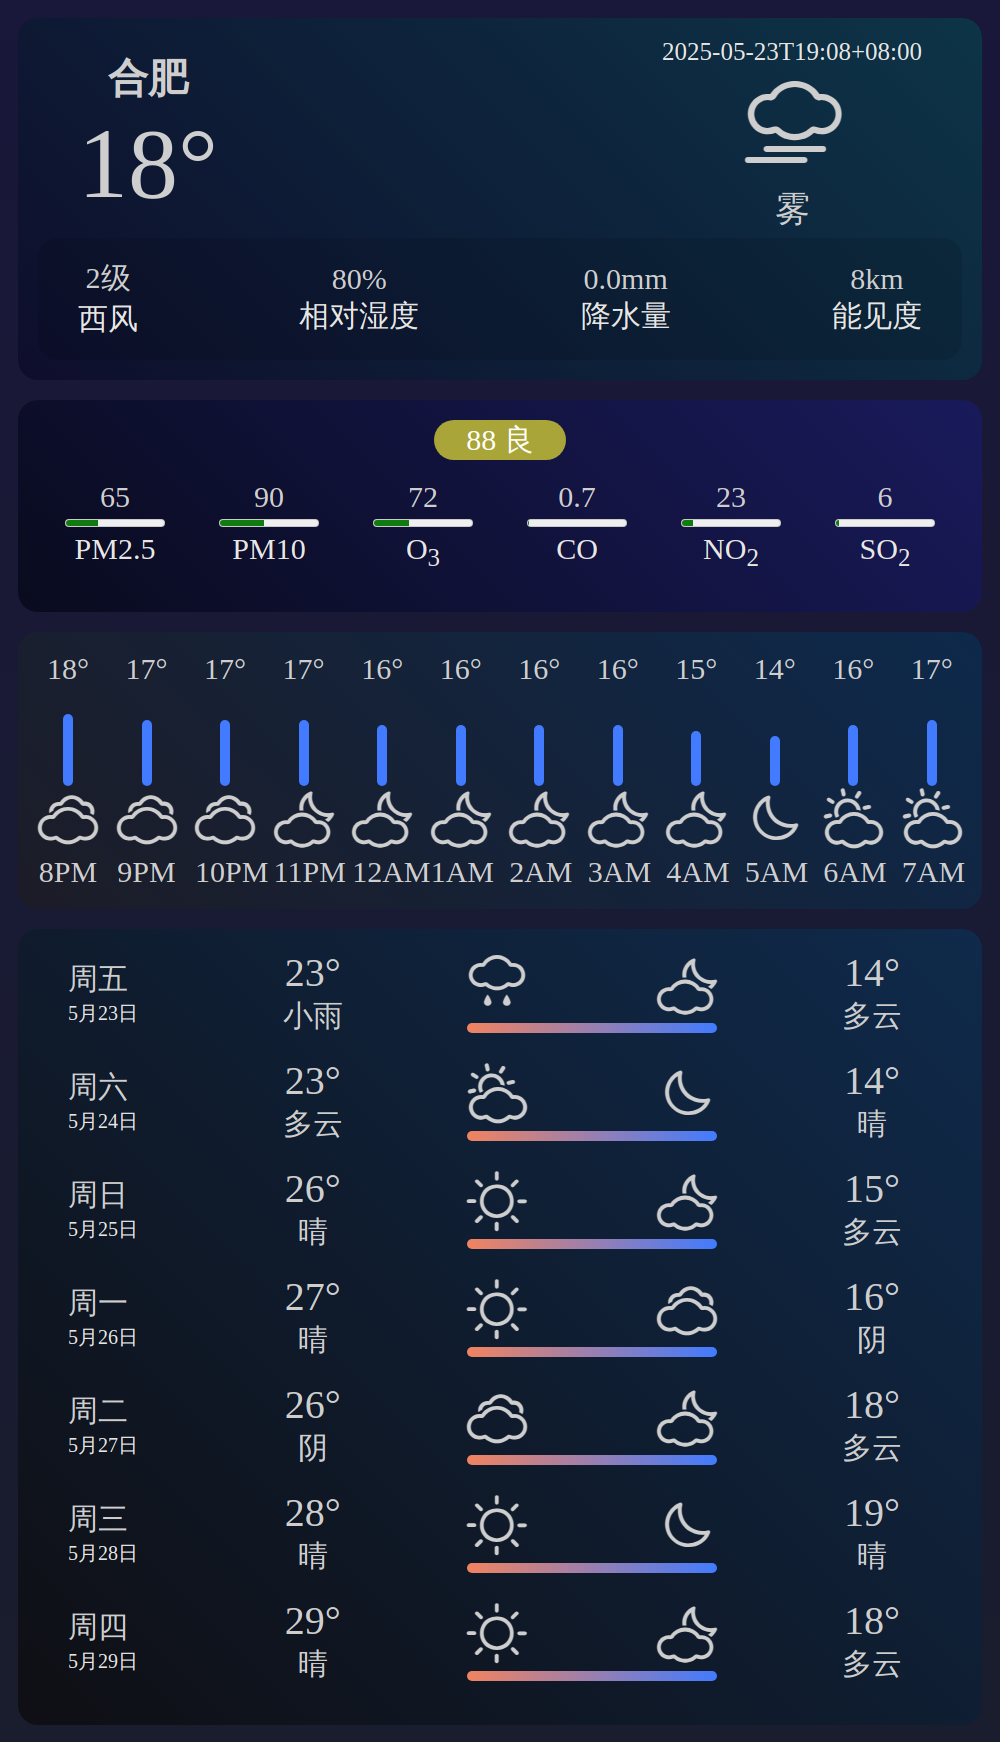 合肥
18°
2025-05-23T19:08+08:00
雾
2级 80% 0.0mm 8km
西风 相对湿度 降水量 能见度
88 良
65 90 72 0.7 23 6
PM2.5 PM10 O3 CO NO2 SO2
18° 17° 17° 17° 16° 16° 16° 16° 15° 14° 16° 17°
8PM 9PM 10PM 11PM 12AM 1AM 2AM 3AM 4AM 5AM 6AM 7AM
周五 23° 14°
5月23日 小雨 多云
周六 23° 14°
5月24日 多云 晴
周日 26° 15°
5月25日 晴 多云
周一 27° 16°
5月26日 晴 阴
周二 26° 18°
5月27日 阴 多云
周三 28° 19°
5月28日 晴 晴
周四 29° 18°
5月29日 晴 多云